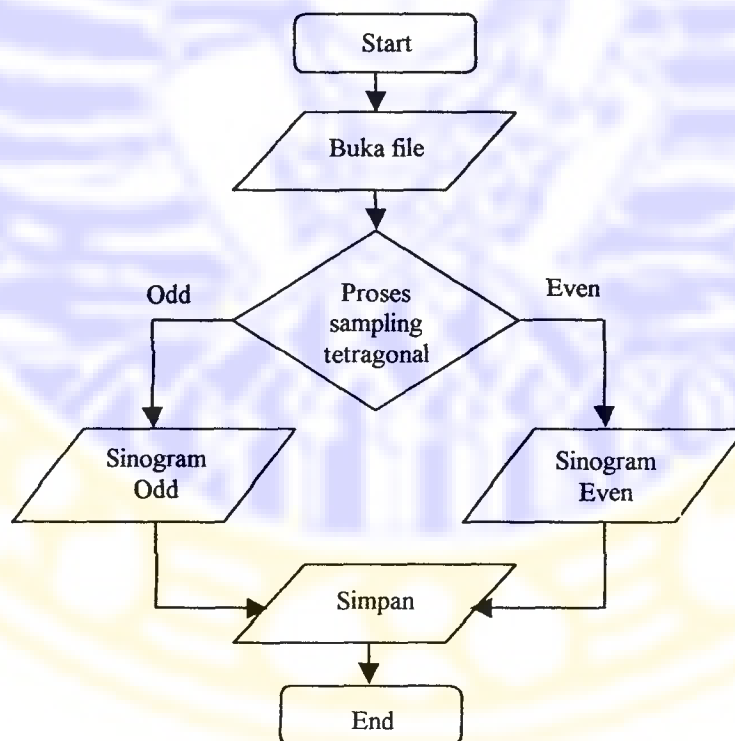 Start
Buka file
Odd
Even
Proses
sampling
tetragonal
Sinogram
Odd
Sinogram
Even
Simpan
End